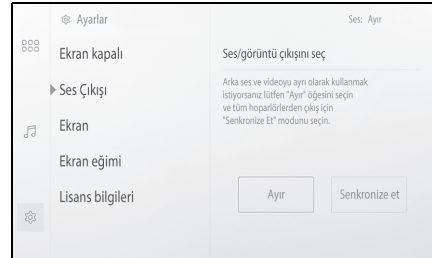 Ayarlar
Ses: Ayır
Ekran kapalı
Ses Çıkışı
Ekran
Ekran eğimi
Lisans bilgileri
Ses/görüntü çıkışını seç
Arka ses ve videoyu ayrı olarak kullanmak
istiyorsanız lütfen "Ayır" öğesini seçin
ve tüm hoparlörlerden çıkış için
"Senkronize Et" modunu seçin.
Ayır
Senkronize et